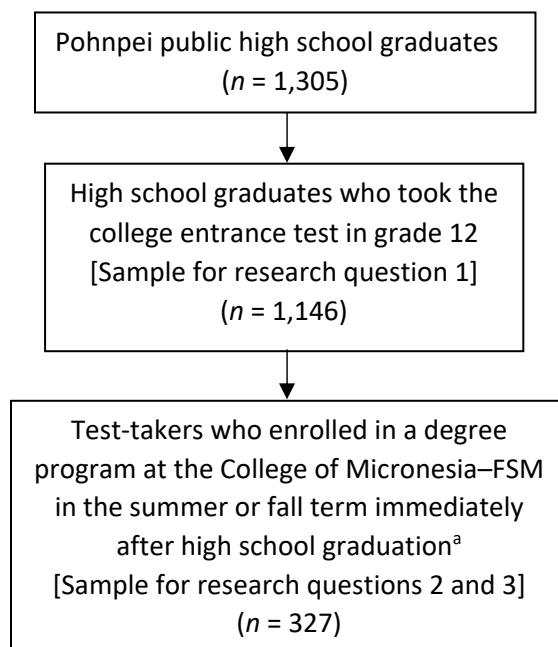 Pohnpei public high school graduates
(n = 1,305)
High school graduates who took the
college entrance test in grade 12
[Sample for research question 1]
(n = 1,146)
Test-takers who enrolled in a degree
program at the College of Micronesia–FSM
in the summer or fall term immediately
after high school graduationᵃ
[Sample for research questions 2 and 3]
(n = 327)